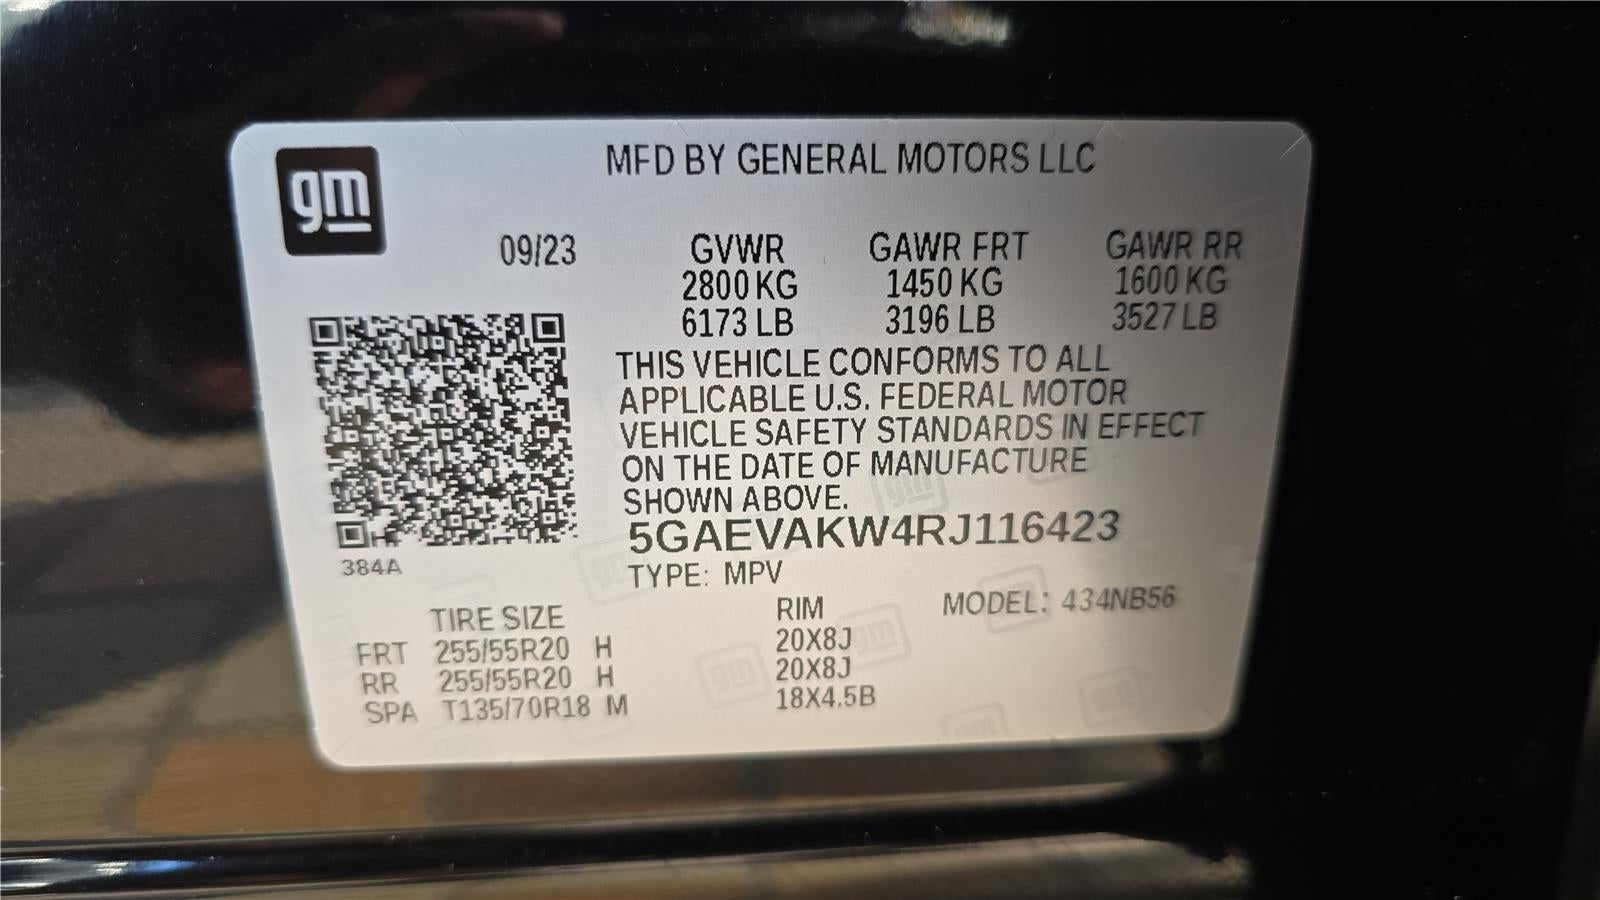 gm
MFD BY GENERAL MOTORS LLC
09/23 GVWR GAWR FRT GAWR RR
2800 KG 1450 KG 1600 KG
6173 LB 3196 LB 3527 LB
THIS VEHICLE CONFORMS TO ALL
APPLICABLE U.S. FEDERAL MOTOR
VEHICLE SAFETY STANDARDS IN EFFECT
ON THE DATE OF MANUFACTURE
SHOWN ABOVE.
5GAEVAKW4RJ116423
384A
TYPE: MPV
MODEL: 434NB56
TIRE SIZE RIM
FRT 255/55R20 H 20X8J
RR 255/55R20 H 20X8J
SPA T135/70R18 M 18X4.5B